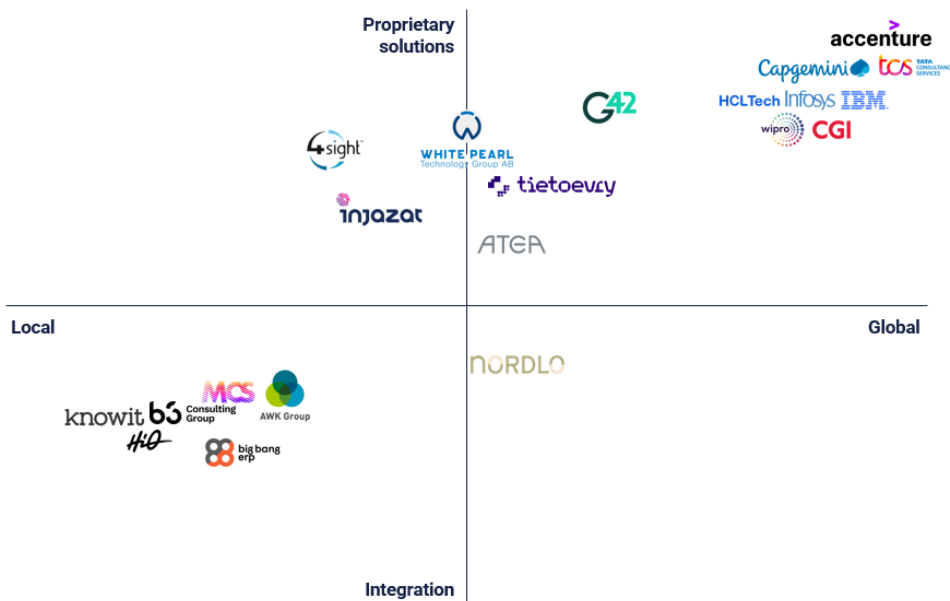 Proprietary
solutions
accenture
Capgemini tcs TATA
CONSULTANCY
SERVICES
HCLTech Infosys IBM
wipro CGI
G42
4sight
WHITE PEARL
Technology Group AB
tietoevry
injazat
ATEA
Local
Global
NORDLO
MCS
AWK Group
knowit b3 Consulting
Group
HiQ
big bang
erp
Integration